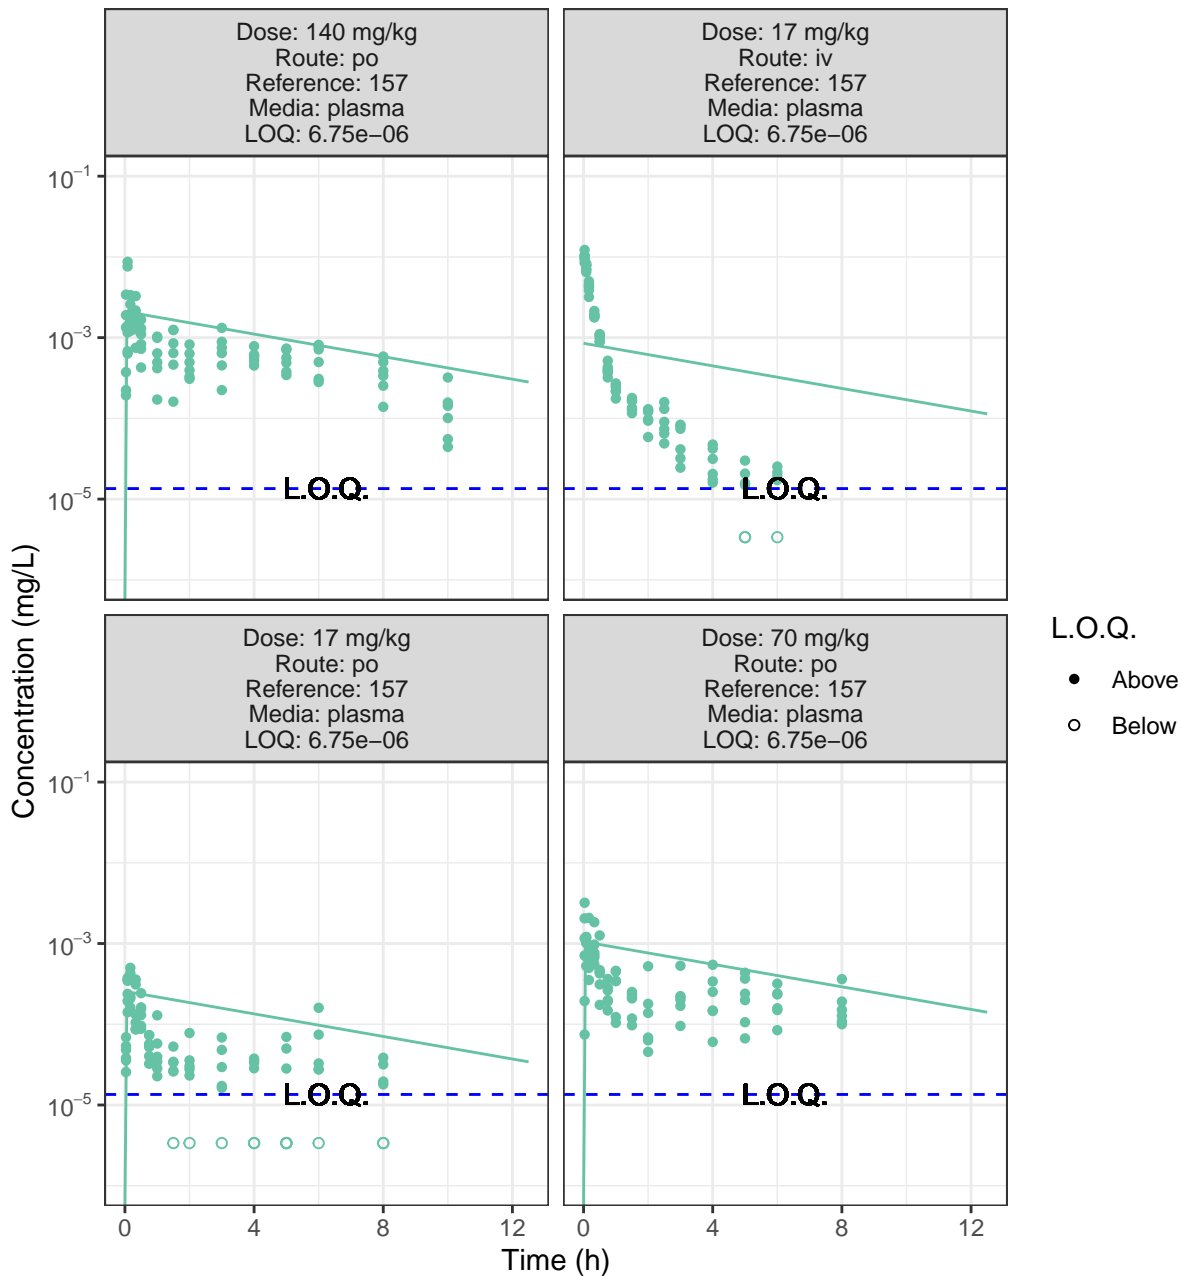 Dose: 140 mg/kg
Route: po
Reference: 157
Media: plasma
LOQ: 6.75e−06
Dose: 17 mg/kg
Route: iv
Reference: 157
Media: plasma
LOQ: 6.75e−06
10⁻¹
10⁻³
10⁻⁵
L.O.Q.
L.O.Q.
Dose: 17 mg/kg
Route: po
Reference: 157
Media: plasma
LOQ: 6.75e−06
Dose: 70 mg/kg
Route: po
Reference: 157
Media: plasma
LOQ: 6.75e−06
10⁻¹
10⁻³
10⁻⁵
L.O.Q.
L.O.Q.
0 4 8 12
0 4 8 12
Time (h)
Concentration (mg/L)
L.O.Q.
Above
Below